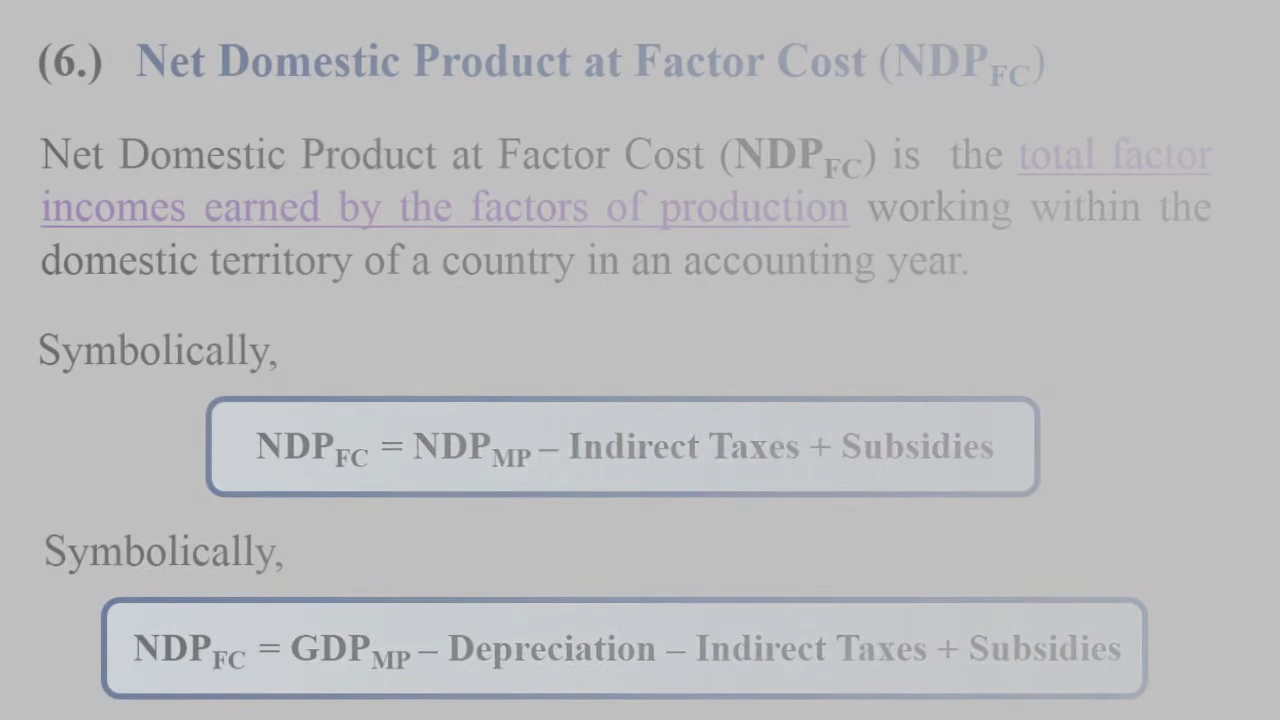 (6.) Net Domestic Product at Factor Cost (NDPFC)
Net Domestic Product at Factor Cost (NDPFC) is the total factor
incomes earned by the factors of production working within the
domestic territory of a country in an accounting year.
Symbolically,
NDPFC = NDPMP – Indirect Taxes + Subsidies
Symbolically,
NDPFC = GDPMP – Depreciation – Indirect Taxes + Subsidies